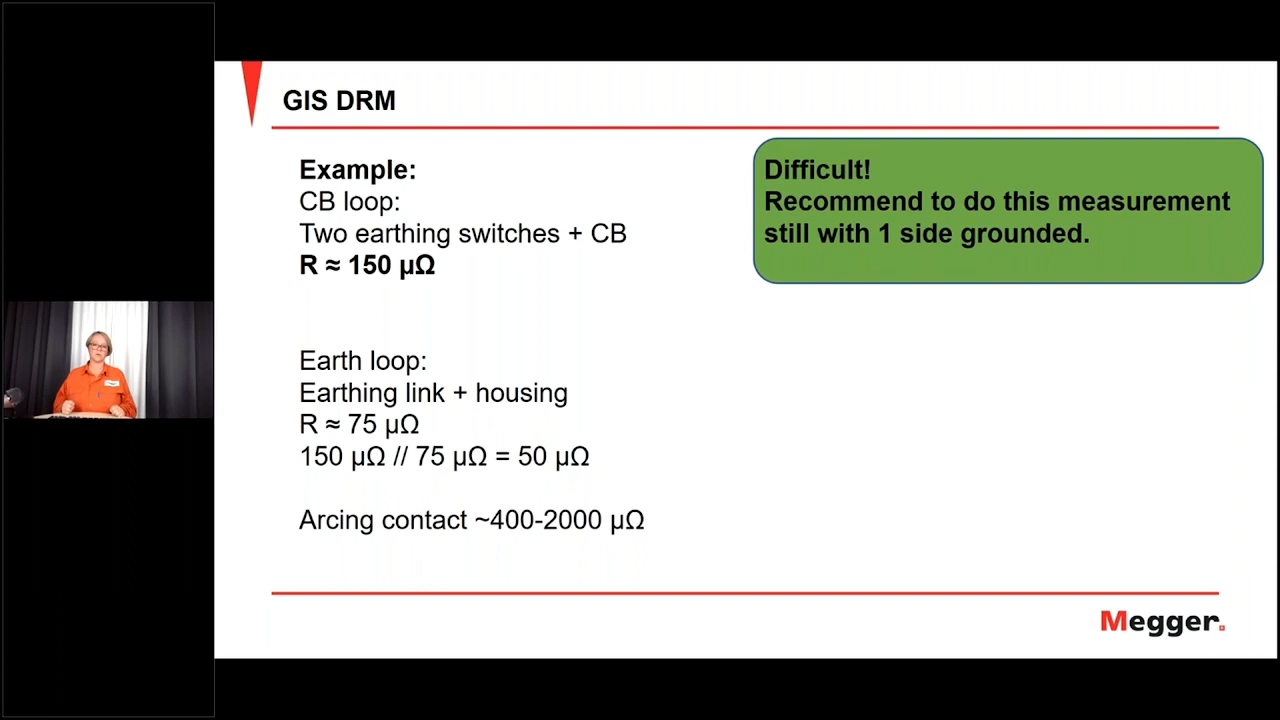 GIS DRM
Example:
CB loop:
Two earthing switches + CB
R ≈ 150 µΩ
Difficult!
Recommend to do this measurement
still with 1 side grounded.
Earth loop:
Earthing link + housing
R ≈ 75 µΩ
150 µΩ // 75 µΩ = 50 µΩ
Arcing contact ~400-2000 µΩ
Megger.